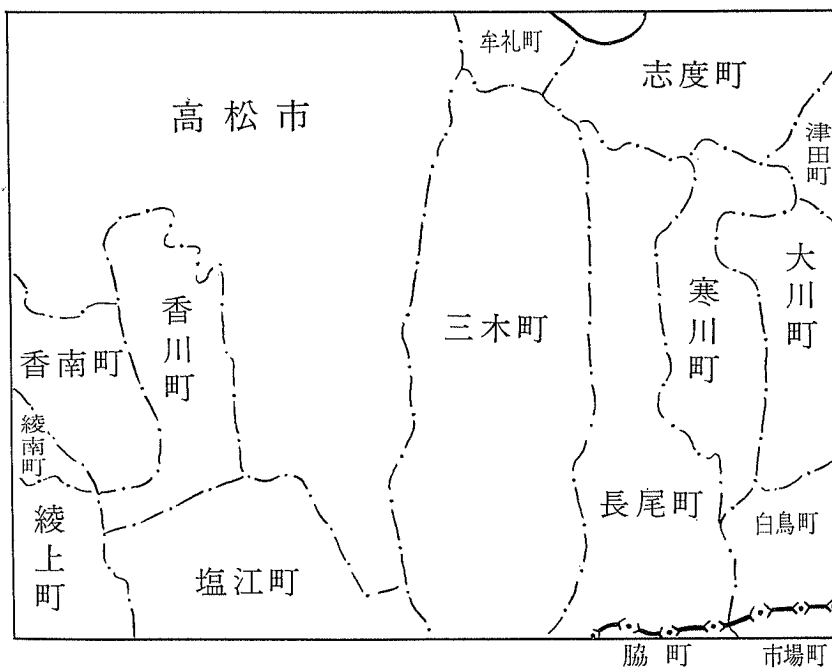 牟礼町
志度町
高松市
津田町
大川町
香川町
寒川町
三木町
香南町
綾南町
長尾町
綾上町
白鳥町
塩江町
脇町
市場町